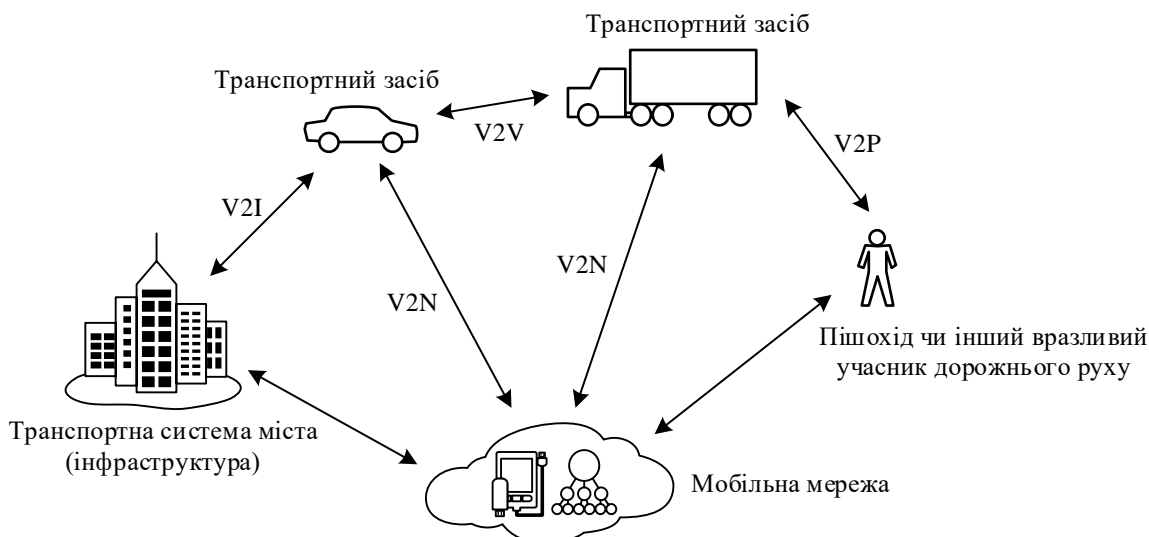 Транспортний засіб
Транспортний засіб
V2V
V2P
V2I
V2N
V2N
Пішохід чи інший вразливий
учасник дорожнього руху
Транспортна система міста
(інфраструктура)
Мобільна мережа